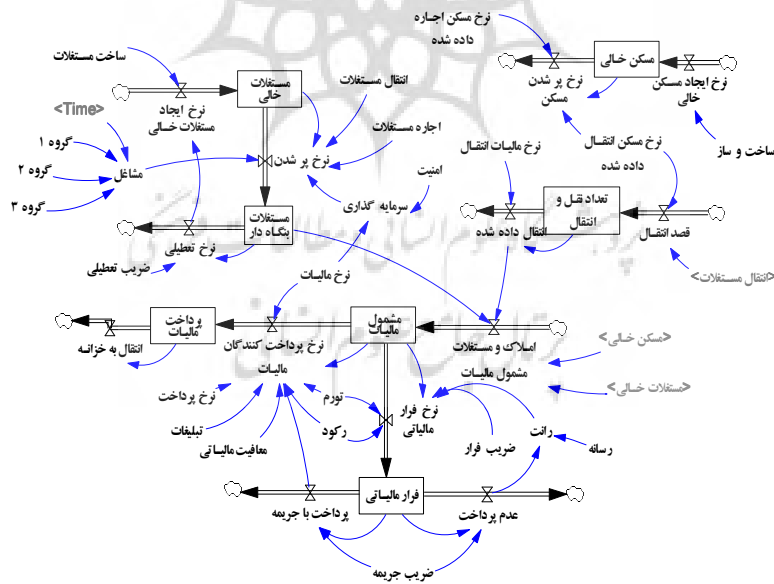 نرخ مسکن اجاره
داده شده
مسکن خالی
نرخ پر شدن
مسکن
نرخ ایجاد مسکن
خالی
ساخت و ساز
ساخت مستغلات
مستغلات
خالی
انتقال مستغلات
نرخ ایجاد
مستغلات خالی
<Time>
اجاره مستغلات
گروه ۱
گروه ۲
گروه ۳
مشاغل
نرخ پر شدن
امنیت
سرمایه گذاری
نرخ مالیات انتقال
نرخ مسکن انتقال
داده شده
تعداد نقل و
انتقال
انتقال داده شده
قصد انتقال
<انتقال مستغلات>
مستغلات
بنگاه دار
نرخ تعطیلی
ضریب تعطیلی
نرخ مالیات
پرداخت
مالیات
مشمول
مالیات
انتقال به خزانه
نرخ پرداخت کنندگان
مالیات
املاک و مستغلات
مشمول مالیات
<مسکن خالی>
<مستغلات خالی>
نرخ پرداخت
تورم
نرخ فرار
مالیاتی
تبلیغات
رکود
رانت
معافیت مالیاتی
ضریب فرار
رسانه
فرار مالیاتی
پرداخت با جریمه
عدم پرداخت
ضریب جریمه